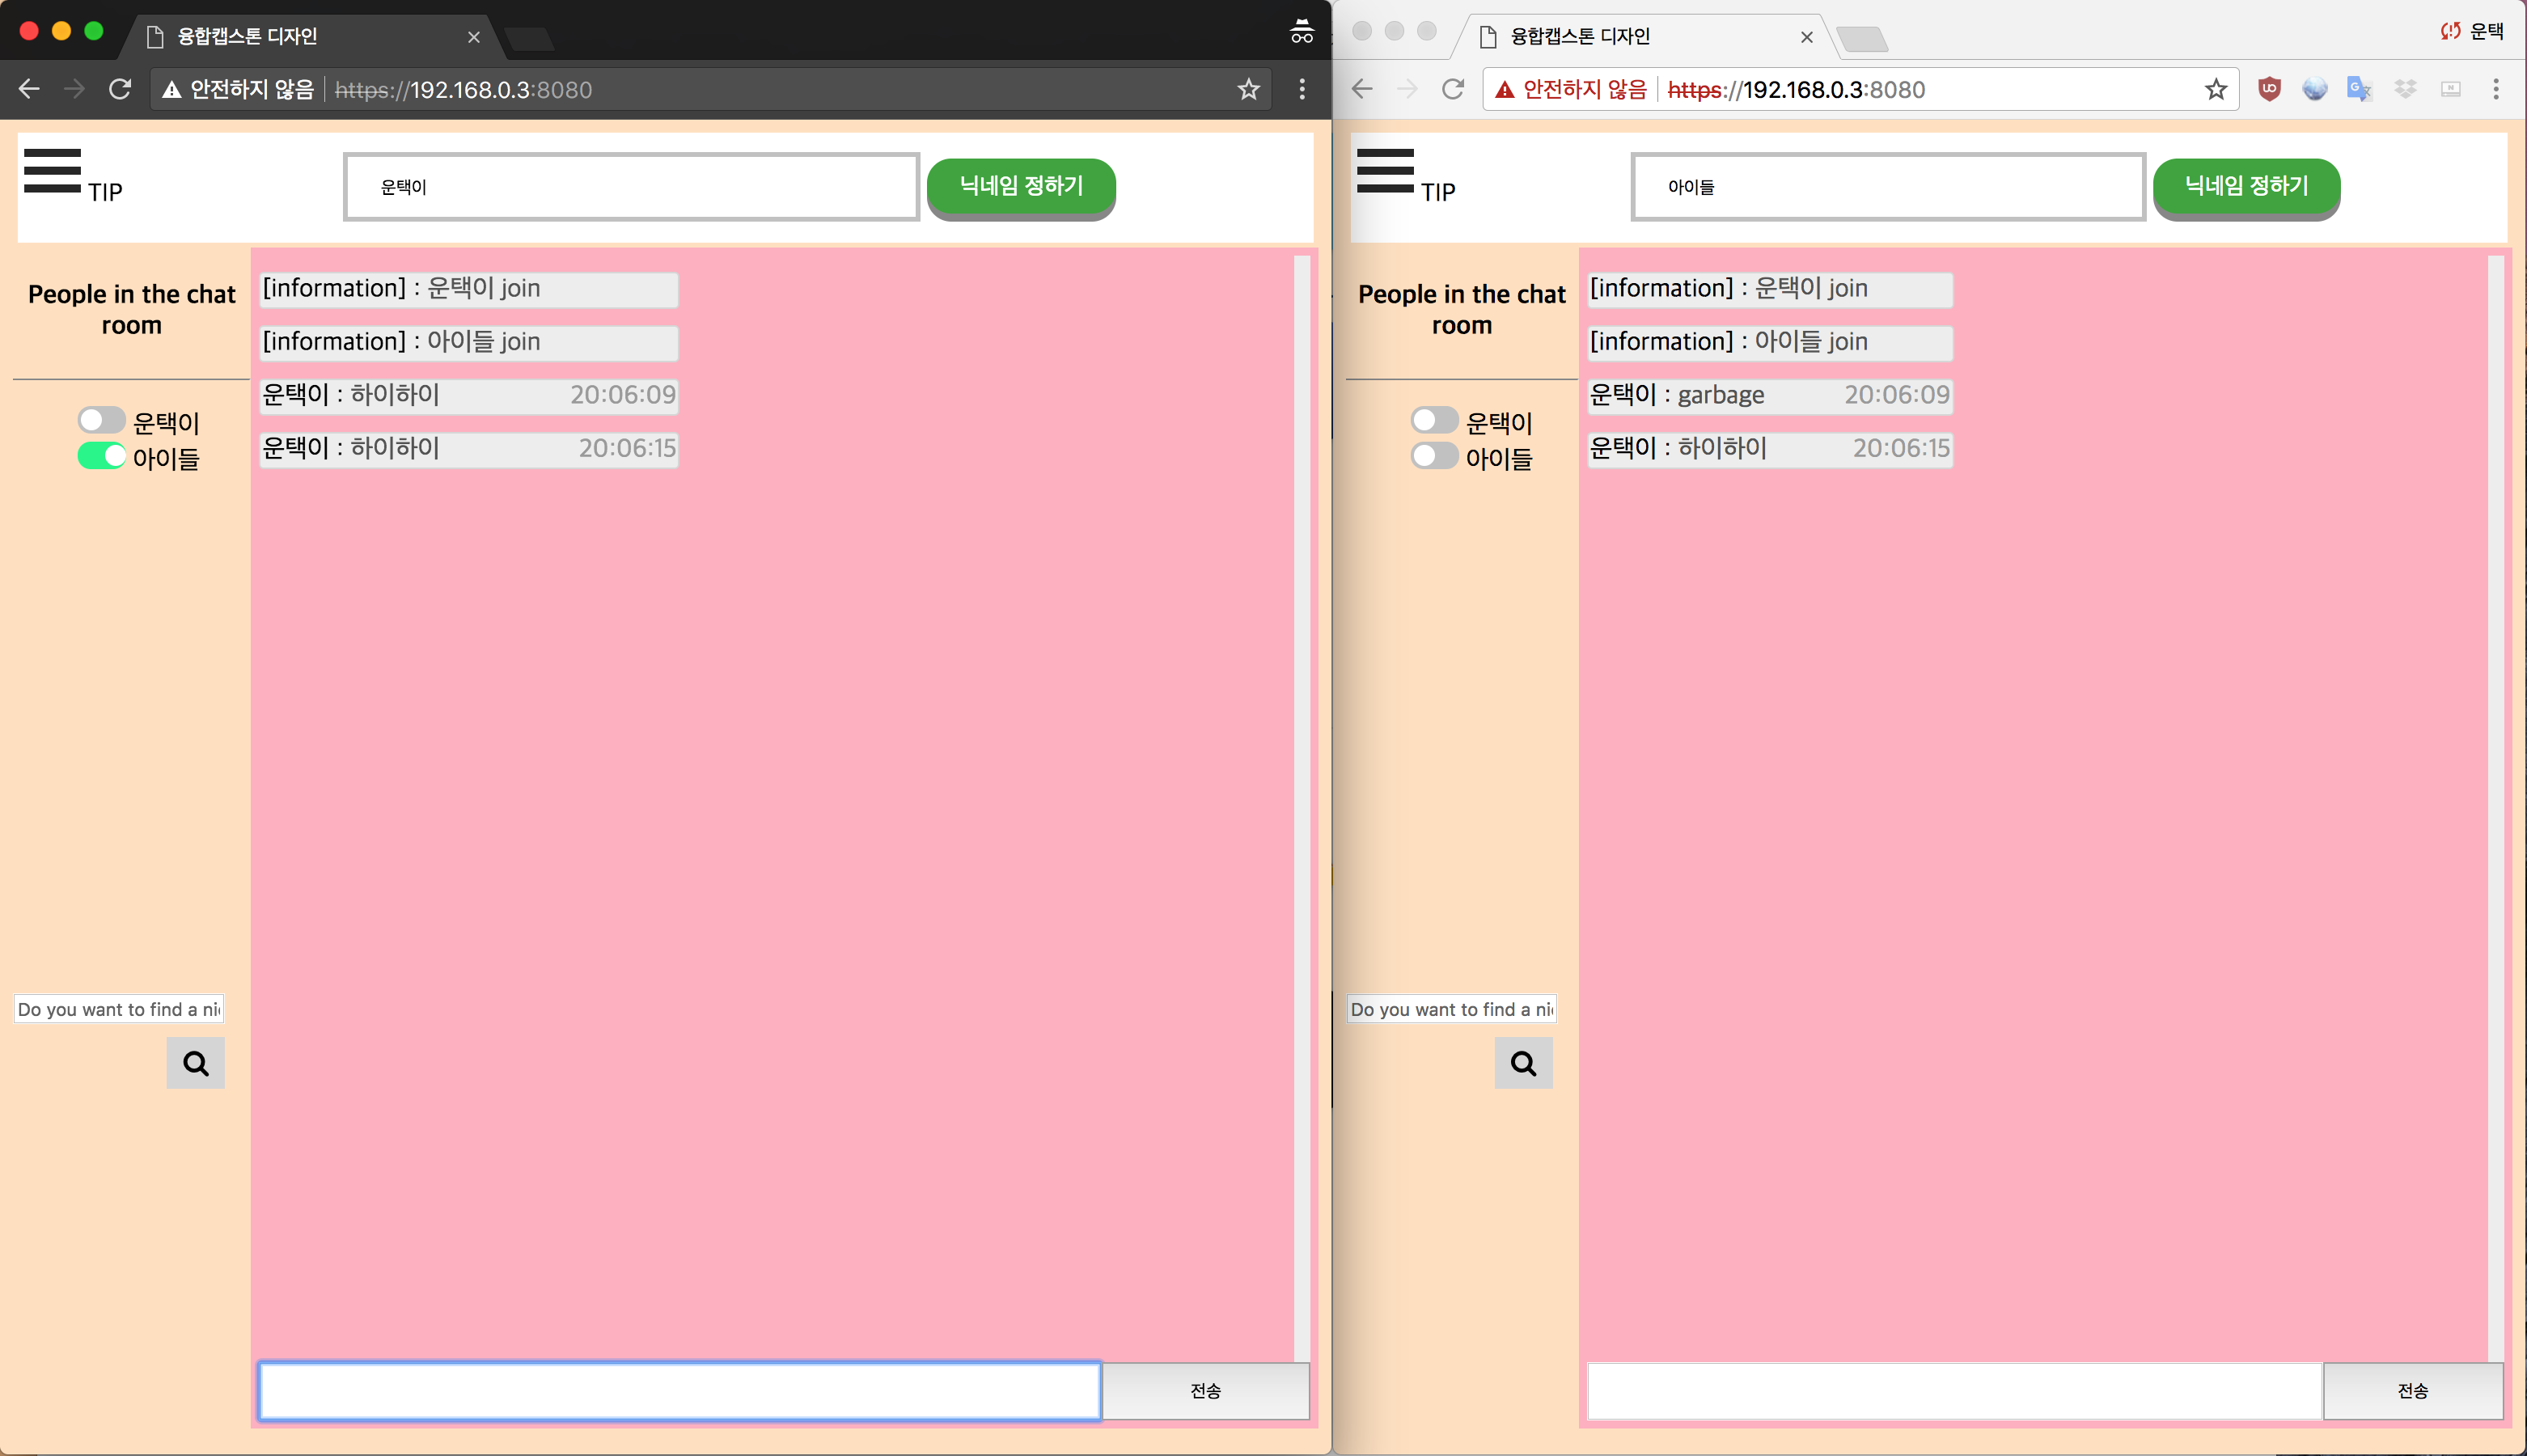 융합캡스톤 디자인
안전하지 않음 https://192.168.0.3:8080
TIP
운택이
닉네임 정하기
People in the chat
room
운택이
아이들
[information] : 운택이 join
[information] : 아이들 join
운택이 : 하이하이 20:06:09
운택이 : 하이하이 20:06:15
Do you want to find a ni
전송
융합캡스톤 디자인
운택
안전하지 않음 https://192.168.0.3:8080
TIP
아이들
닉네임 정하기
People in the chat
room
운택이
아이들
[information] : 운택이 join
[information] : 아이들 join
운택이 : garbage 20:06:09
운택이 : 하이하이 20:06:15
Do you want to find a ni
전송